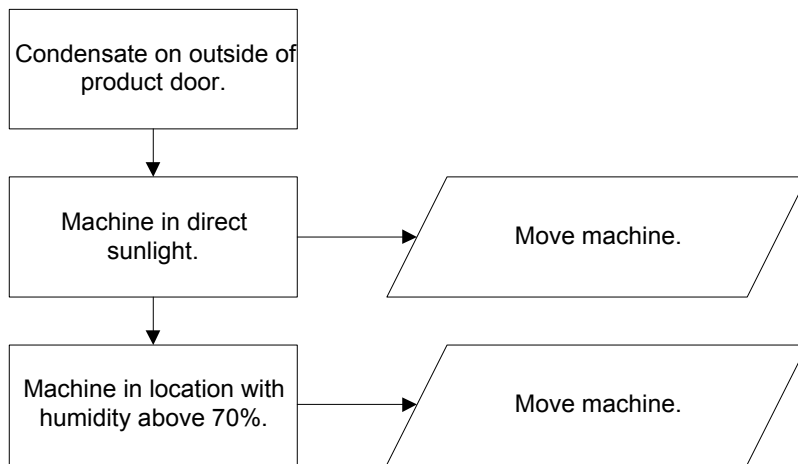 Condensate on outside of
product door.
Machine in direct
sunlight.
Move machine.
Machine in location with
humidity above 70%.
Move machine.